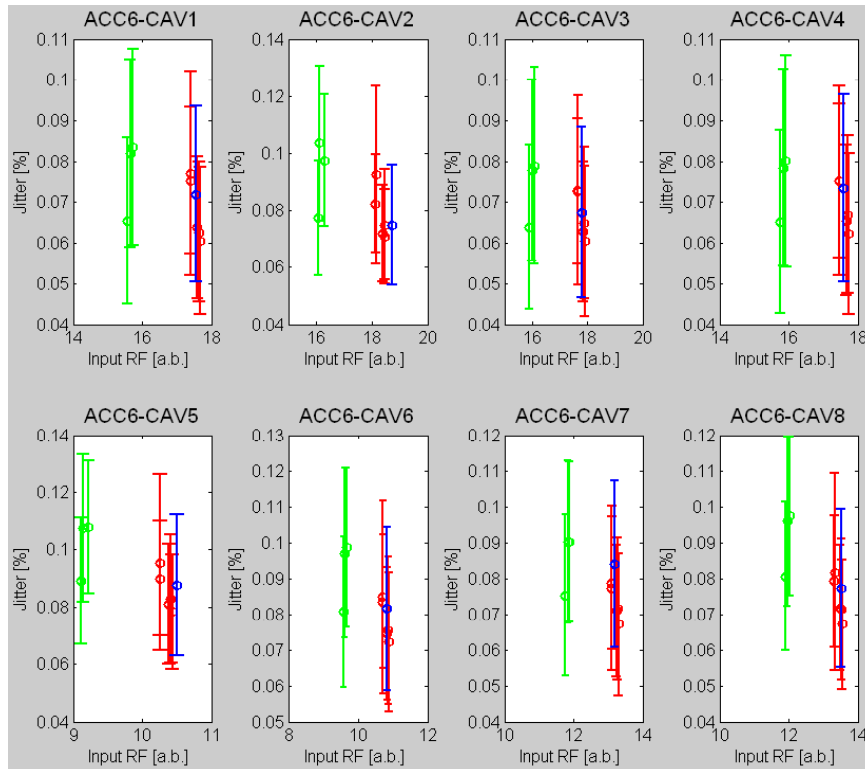 ACC6-CAV1 ACC6-CAV2 ACC6-CAV3 ACC6-CAV4
0.11 0.14 0.11 0.11
0.1 0.1 0.1
0.12
0.09 0.09 0.09
0.08 0.1 0.08 0.08
0.07 0.07 0.07
0.08
0.06 0.06 0.06
0.06
0.05 0.05 0.05
0.04 0.04 0.04 0.04
Jitter [%] Jitter [%] Jitter [%] Jitter [%]
14 16 18 14 16 18 20 14 16 18 20 14 16 18
Input RF [a.b.] Input RF [a.b.] Input RF [a.b.] Input RF [a.b.]
ACC6-CAV5 ACC6-CAV6 ACC6-CAV7 ACC6-CAV8
0.14 0.13 0.12 0.12
0.12
0.12 0.11 0.11
0.11 0.1 0.1
0.1 0.1 0.09 0.09
0.09 0.08 0.08
0.08
0.08 0.07 0.07
0.07 0.06 0.06
0.06
0.06 0.05 0.05
0.04 0.05 0.04 0.04
Jitter [%] Jitter [%] Jitter [%] Jitter [%]
9 10 11 8 10 12 10 12 14 10 12 14
Input RF [a.b.] Input RF [a.b.] Input RF [a.b.] Input RF [a.b.]